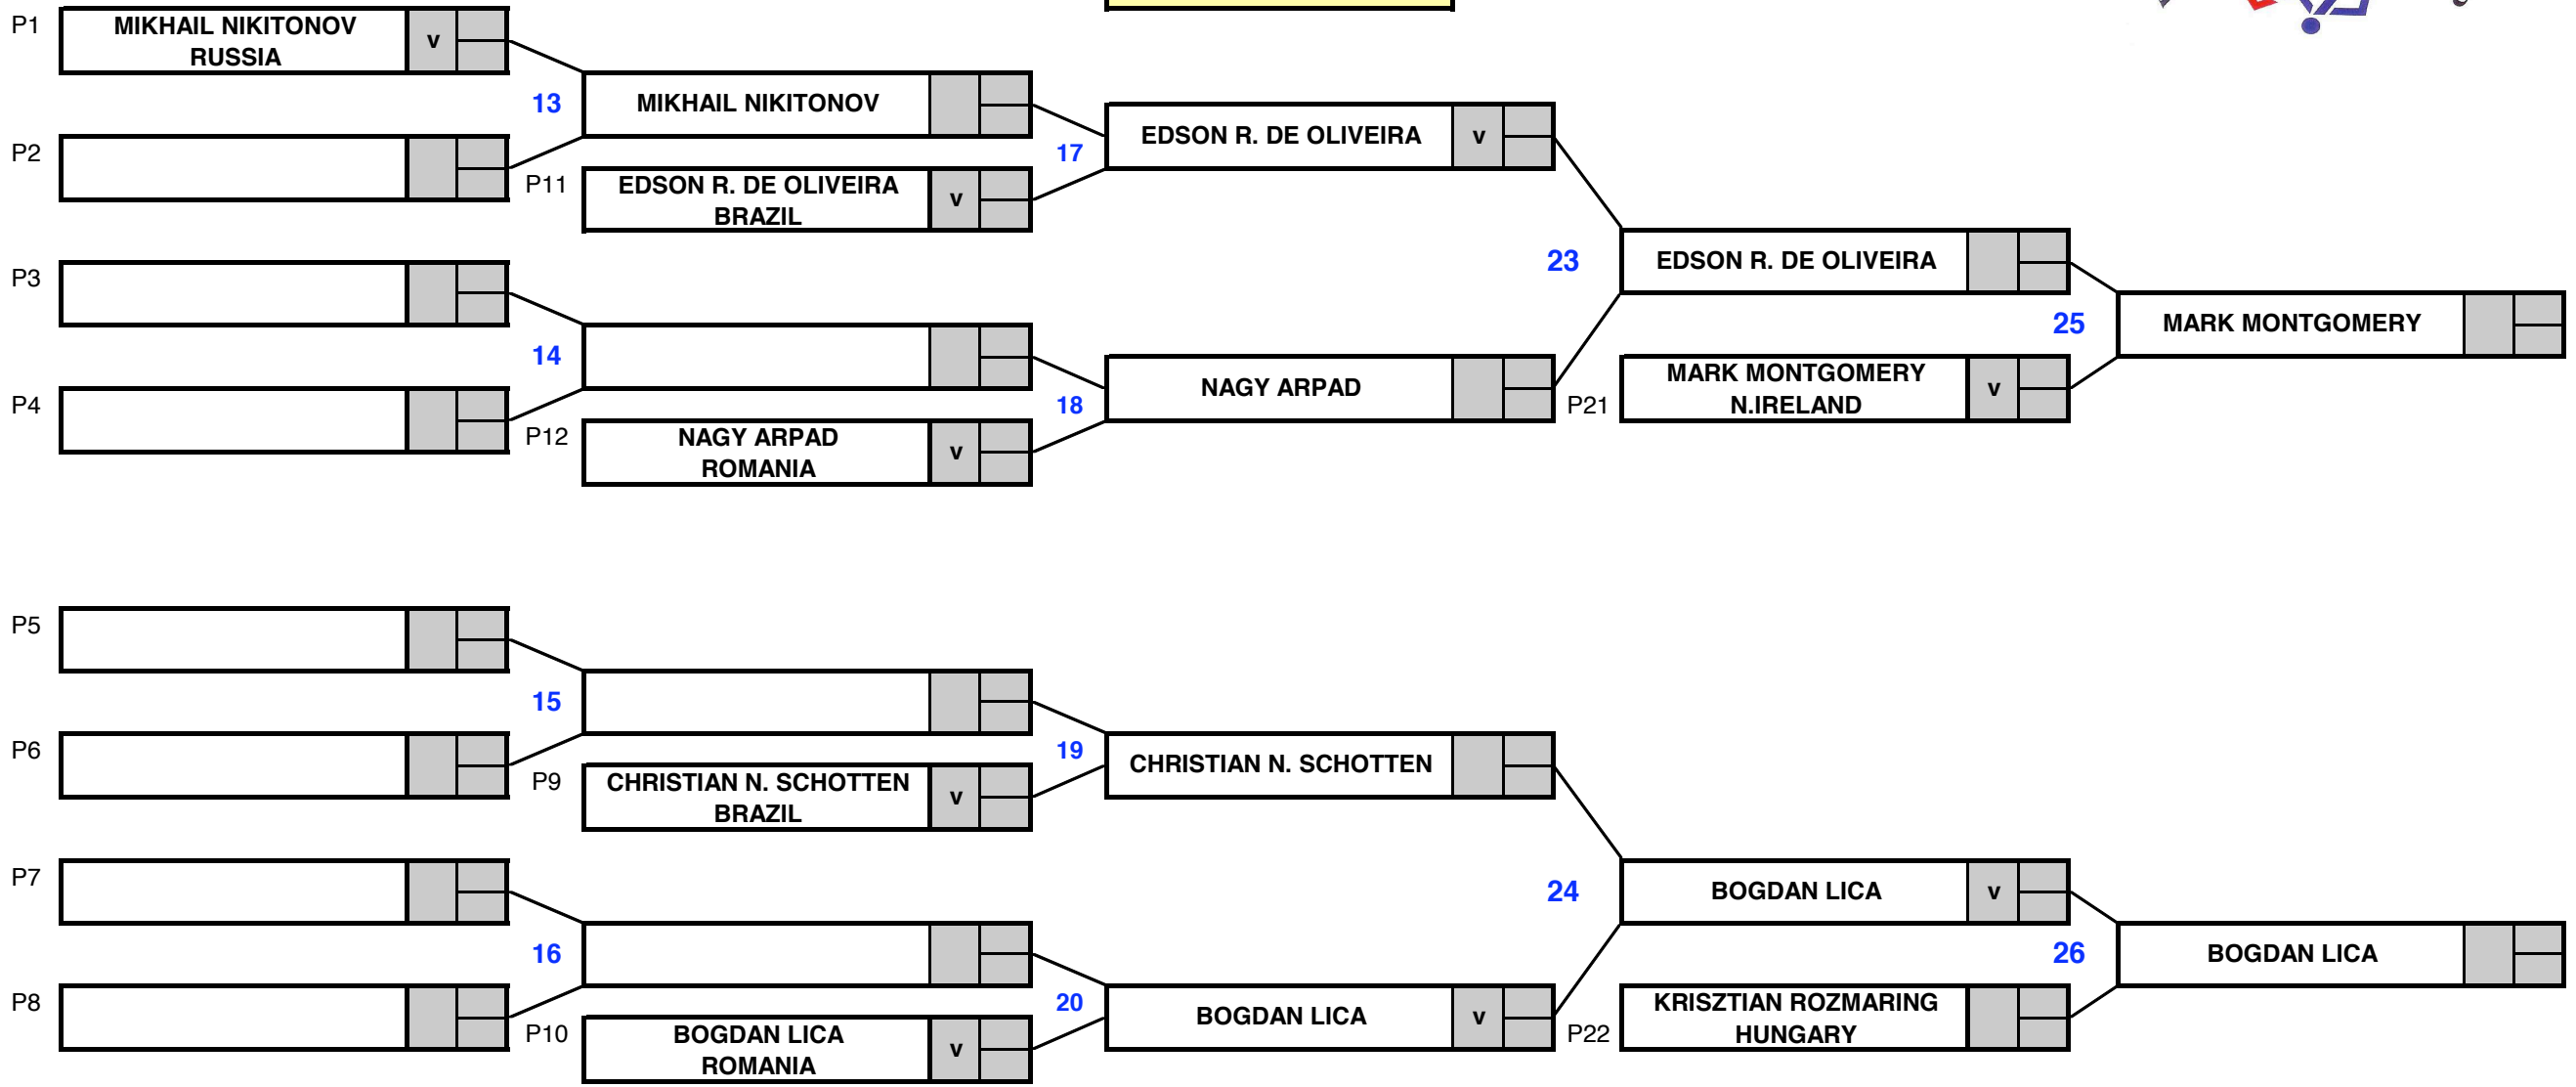 P1
MIKHAIL NIKITONOV
RUSSIA
v
13
MIKHAIL NIKITONOV
P2
P11
EDSON R. DE OLIVEIRA
BRAZIL
v
17
EDSON R. DE OLIVEIRA
v
P3
14
P4
P12
NAGY ARPAD
ROMANIA
v
18
NAGY ARPAD
23
EDSON R. DE OLIVEIRA
P21
MARK MONTGOMERY
N.IRELAND
v
25
MARK MONTGOMERY
P5
15
P6
P9
CHRISTIAN N. SCHOTTEN
BRAZIL
v
19
CHRISTIAN N. SCHOTTEN
P7
16
P8
P10
BOGDAN LICA
ROMANIA
v
20
BOGDAN LICA
v
24
BOGDAN LICA
v
P22
KRISZTIAN ROZMARING
HUNGARY
26
BOGDAN LICA